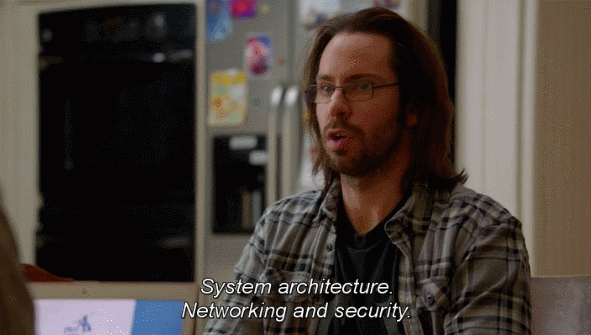 System architecture.
Networking and security.